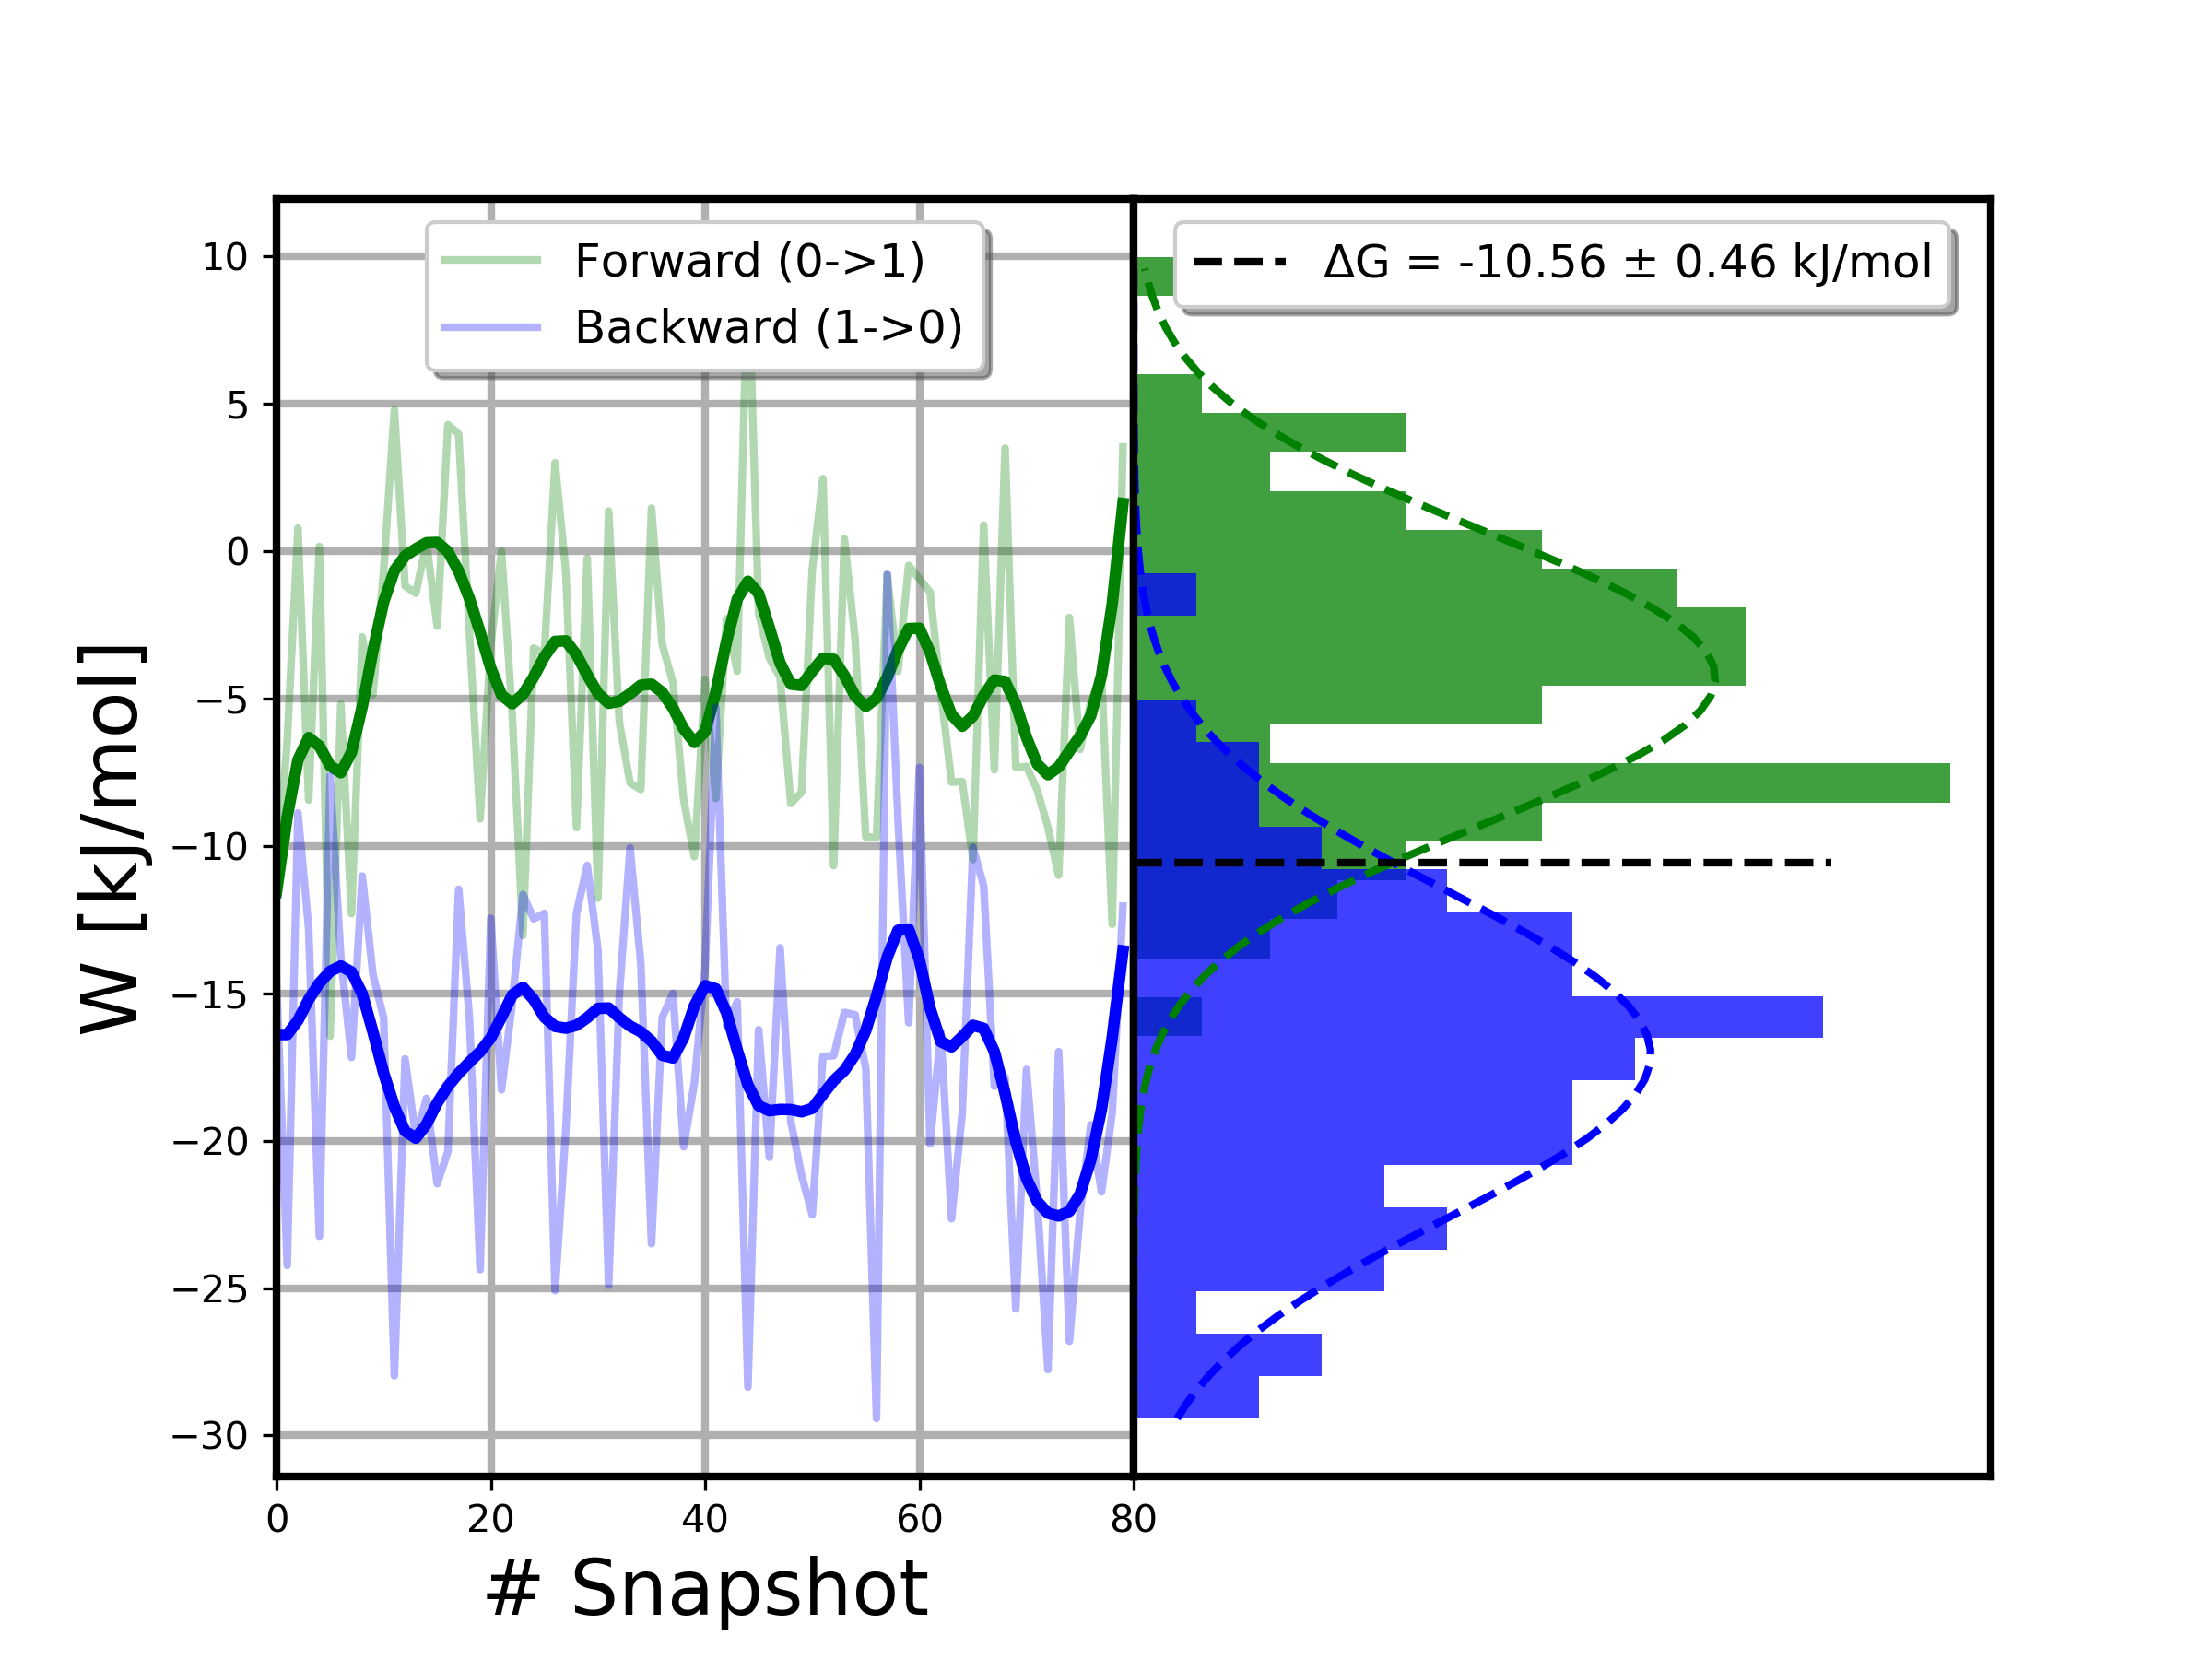 Forward (0->1)
Backward (1->0)
ΔG = -10.56 ± 0.46 kJ/mol
10
5
0
−5
−10
−15
−20
−25
−30
W [kJ/mol]
0 20 40 60 80
# Snapshot